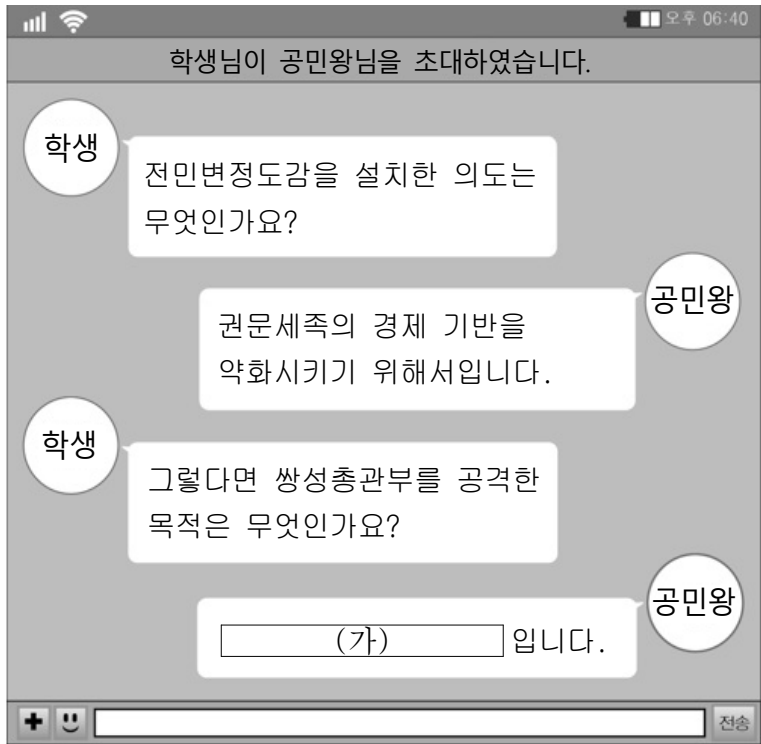 오후 06:40
학생님이 공민왕님을 초대하였습니다.
학생
전민변정도감을 설치한 의도는
무엇인가요?
공민왕
권문세족의 경제 기반을
약화시키기 위해서입니다.
학생
그렇다면 쌍성총관부를 공격한
목적은 무엇인가요?
공민왕
(가) 입니다.
전송